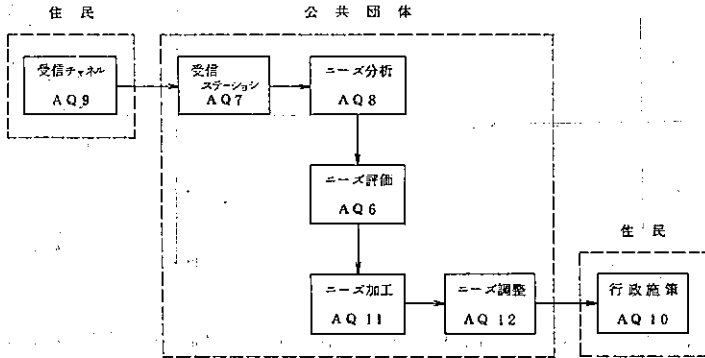 住民
公共団体
受信チャネル
AQ9
受信
ステーション
AQ7
ニーズ分析
AQ8
ニーズ評価
AQ6
住民
ニーズ加工
AQ11
ニーズ調整
AQ12
行政施策
AQ10